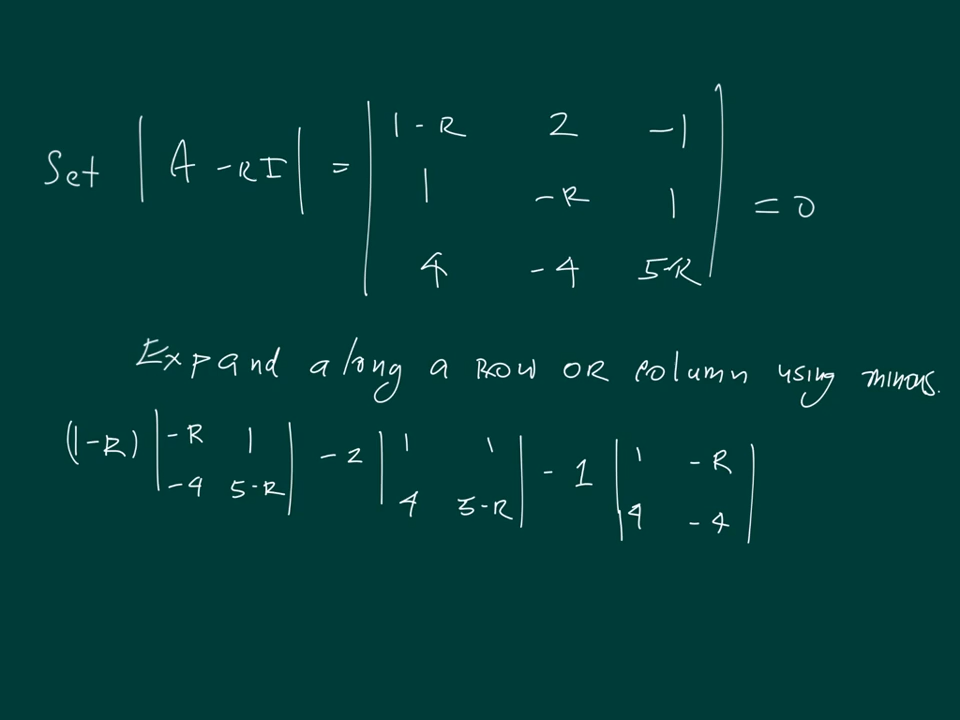 Set | A - RI | = | 1-R 2 -1 | = 0
1 -R 1
4 -4 5-R
Expand along a Row OR column using minors.
(1-R) | -R 1 | - 2 | 1 1 | - 1 | 1 -R |
-4 5-R 4 5-R 4 -4